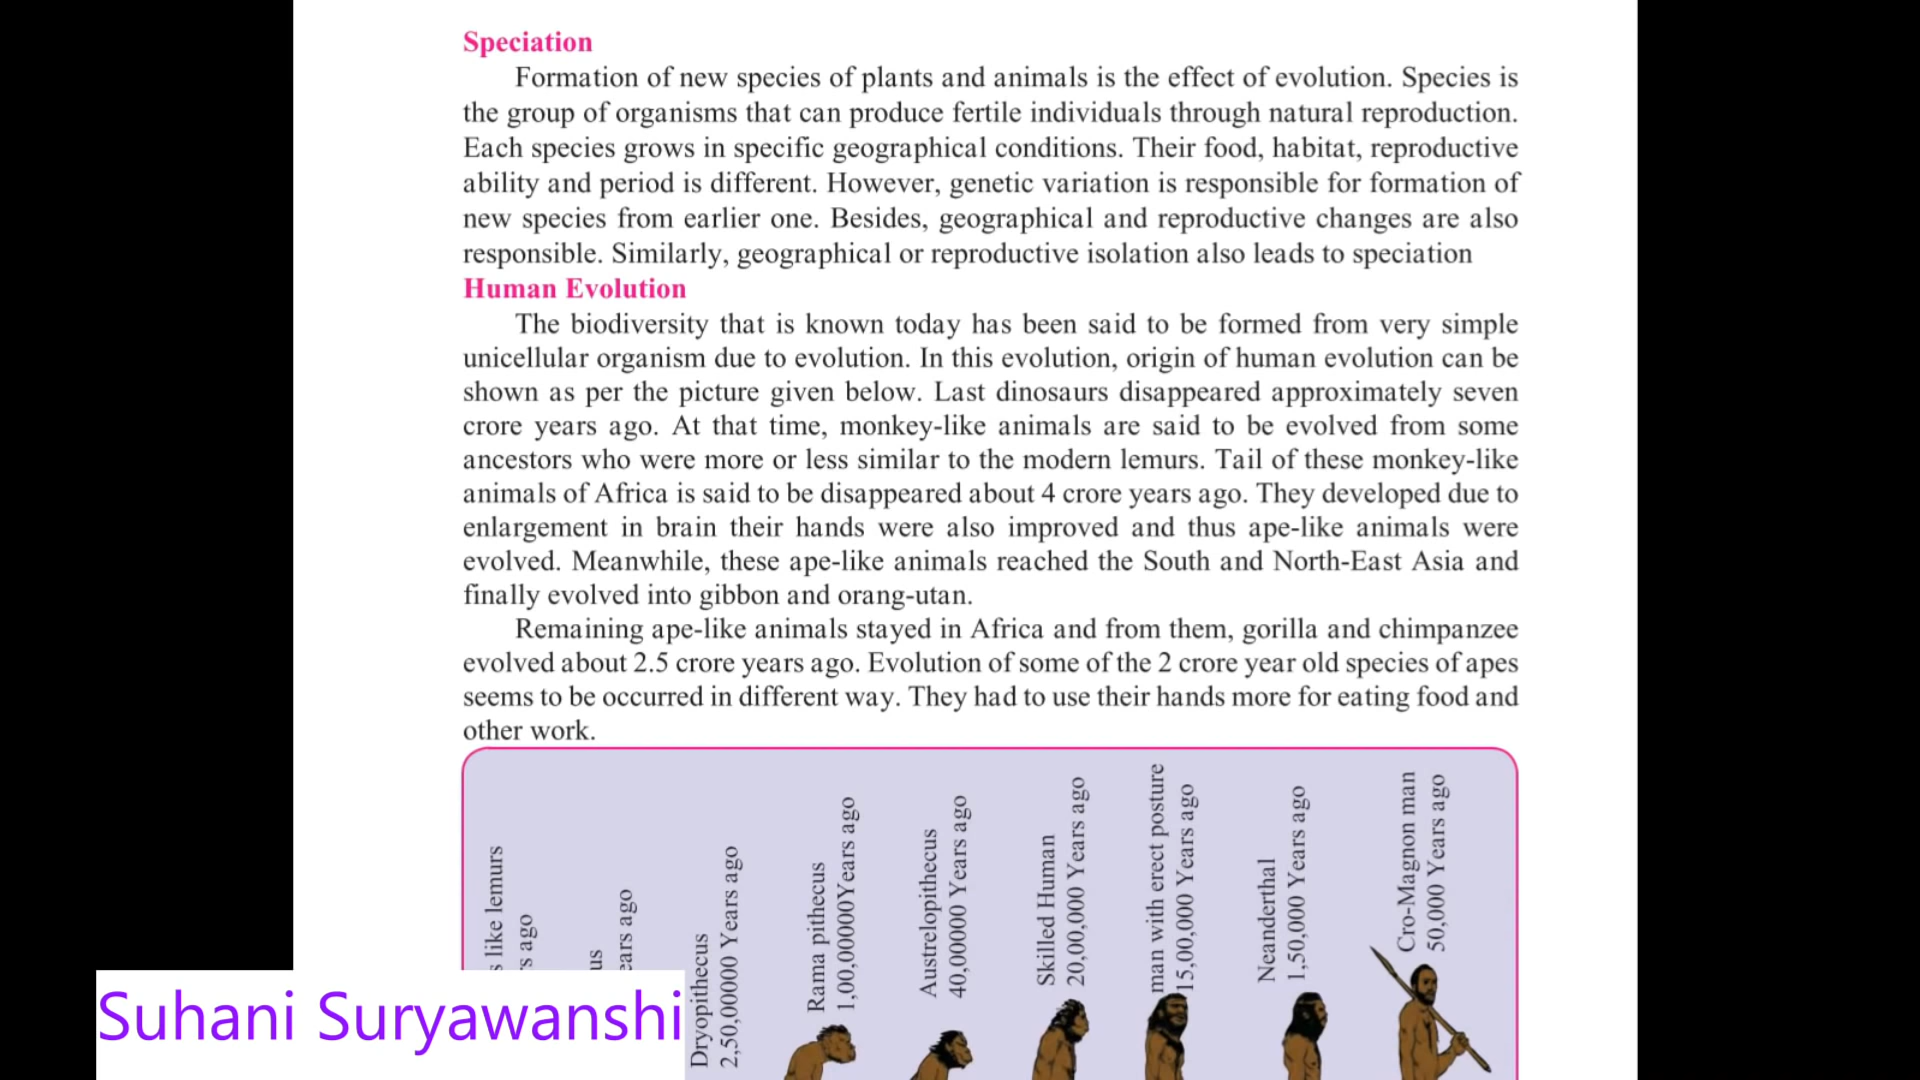 Speciation
Formation of new species of plants and animals is the effect of evolution. Species is
the group of organisms that can produce fertile individuals through natural reproduction.
Each species grows in specific geographical conditions. Their food, habitat, reproductive
ability and period is different. However, genetic variation is responsible for formation of
new species from earlier one. Besides, geographical and reproductive changes are also
responsible. Similarly, geographical or reproductive isolation also leads to speciation
Human Evolution
The biodiversity that is known today has been said to be formed from very simple
unicellular organism due to evolution. In this evolution, origin of human evolution can be
shown as per the picture given below. Last dinosaurs disappeared approximately seven
crore years ago. At that time, monkey-like animals are said to be evolved from some
ancestors who were more or less similar to the modern lemurs. Tail of these monkey-like
animals of Africa is said to be disappeared about 4 crore years ago. They developed due to
enlargement in brain their hands were also improved and thus ape-like animals were
evolved. Meanwhile, these ape-like animals reached the South and North-East Asia and
finally evolved into gibbon and orang-utan.
Remaining ape-like animals stayed in Africa and from them, gorilla and chimpanzee
evolved about 2.5 crore years ago. Evolution of some of the 2 crore year old species of apes
seems to be occurred in different way. They had to use their hands more for eating food and
other work.
like lemurs
ago
ago
Dryopithecus
2,50,00000 Years ago
Rama pithecus
1,00,00000Years ago
Austrelopithecus
40,00000 Years ago
Skilled Human
20,00,000 Years ago
man with erect posture
15,00,000 Years ago
Neanderthal
1,50,000 Years ago
Cro-Magnon man
50,000 Years ago
Suhani Suryawanshi